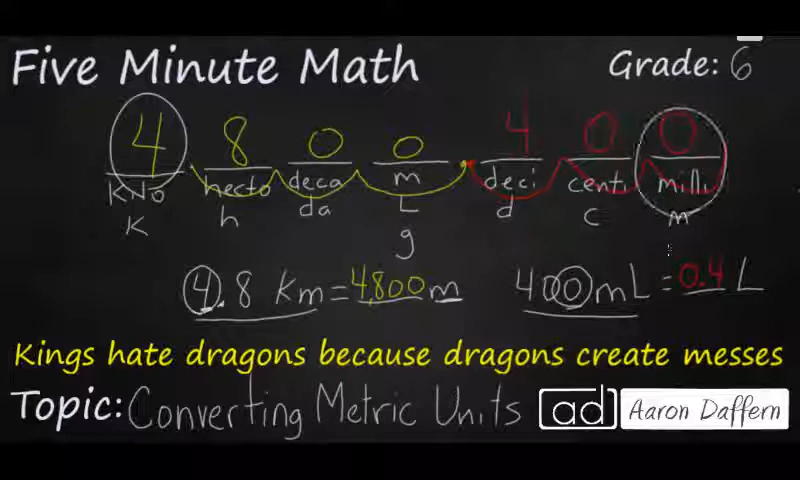 Five Minute Math Grade: 6
4 8 0 0 . 4 0 0
Kilo hecto deca m deci centi milli
K h da L d c m
g
4.8 Km = 4,800 m 400 mL = 0.4 L
Kings hate dragons because dragons create messes
Topic: Converting Metric Units ad Aaron Daffern